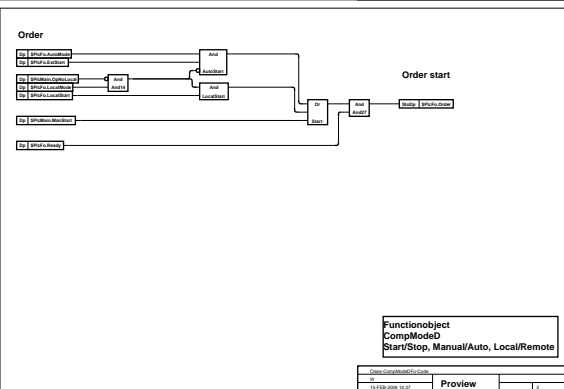 Order
Dp $PlcFo.AutoMode
Dp $PlcFo.ExtStart
And
AutoStart
Dp $PlcMain.OpNoLocal
Dp $PlcFo.LocalMode
Dp $PlcFo.LocalStart
And
And14
And
LocalStart
Order start
Dp $PlcMain.ManStart
Or
Start
And
And27
StoDp $PlcFo.Order
Dp $PlcFo.Ready
Functionobject
CompModeD
Start/Stop, Manual/Auto, Local/Remote
Class-CompModeDFo-Code
W
15-FEB-2006 14:37
Proview
3